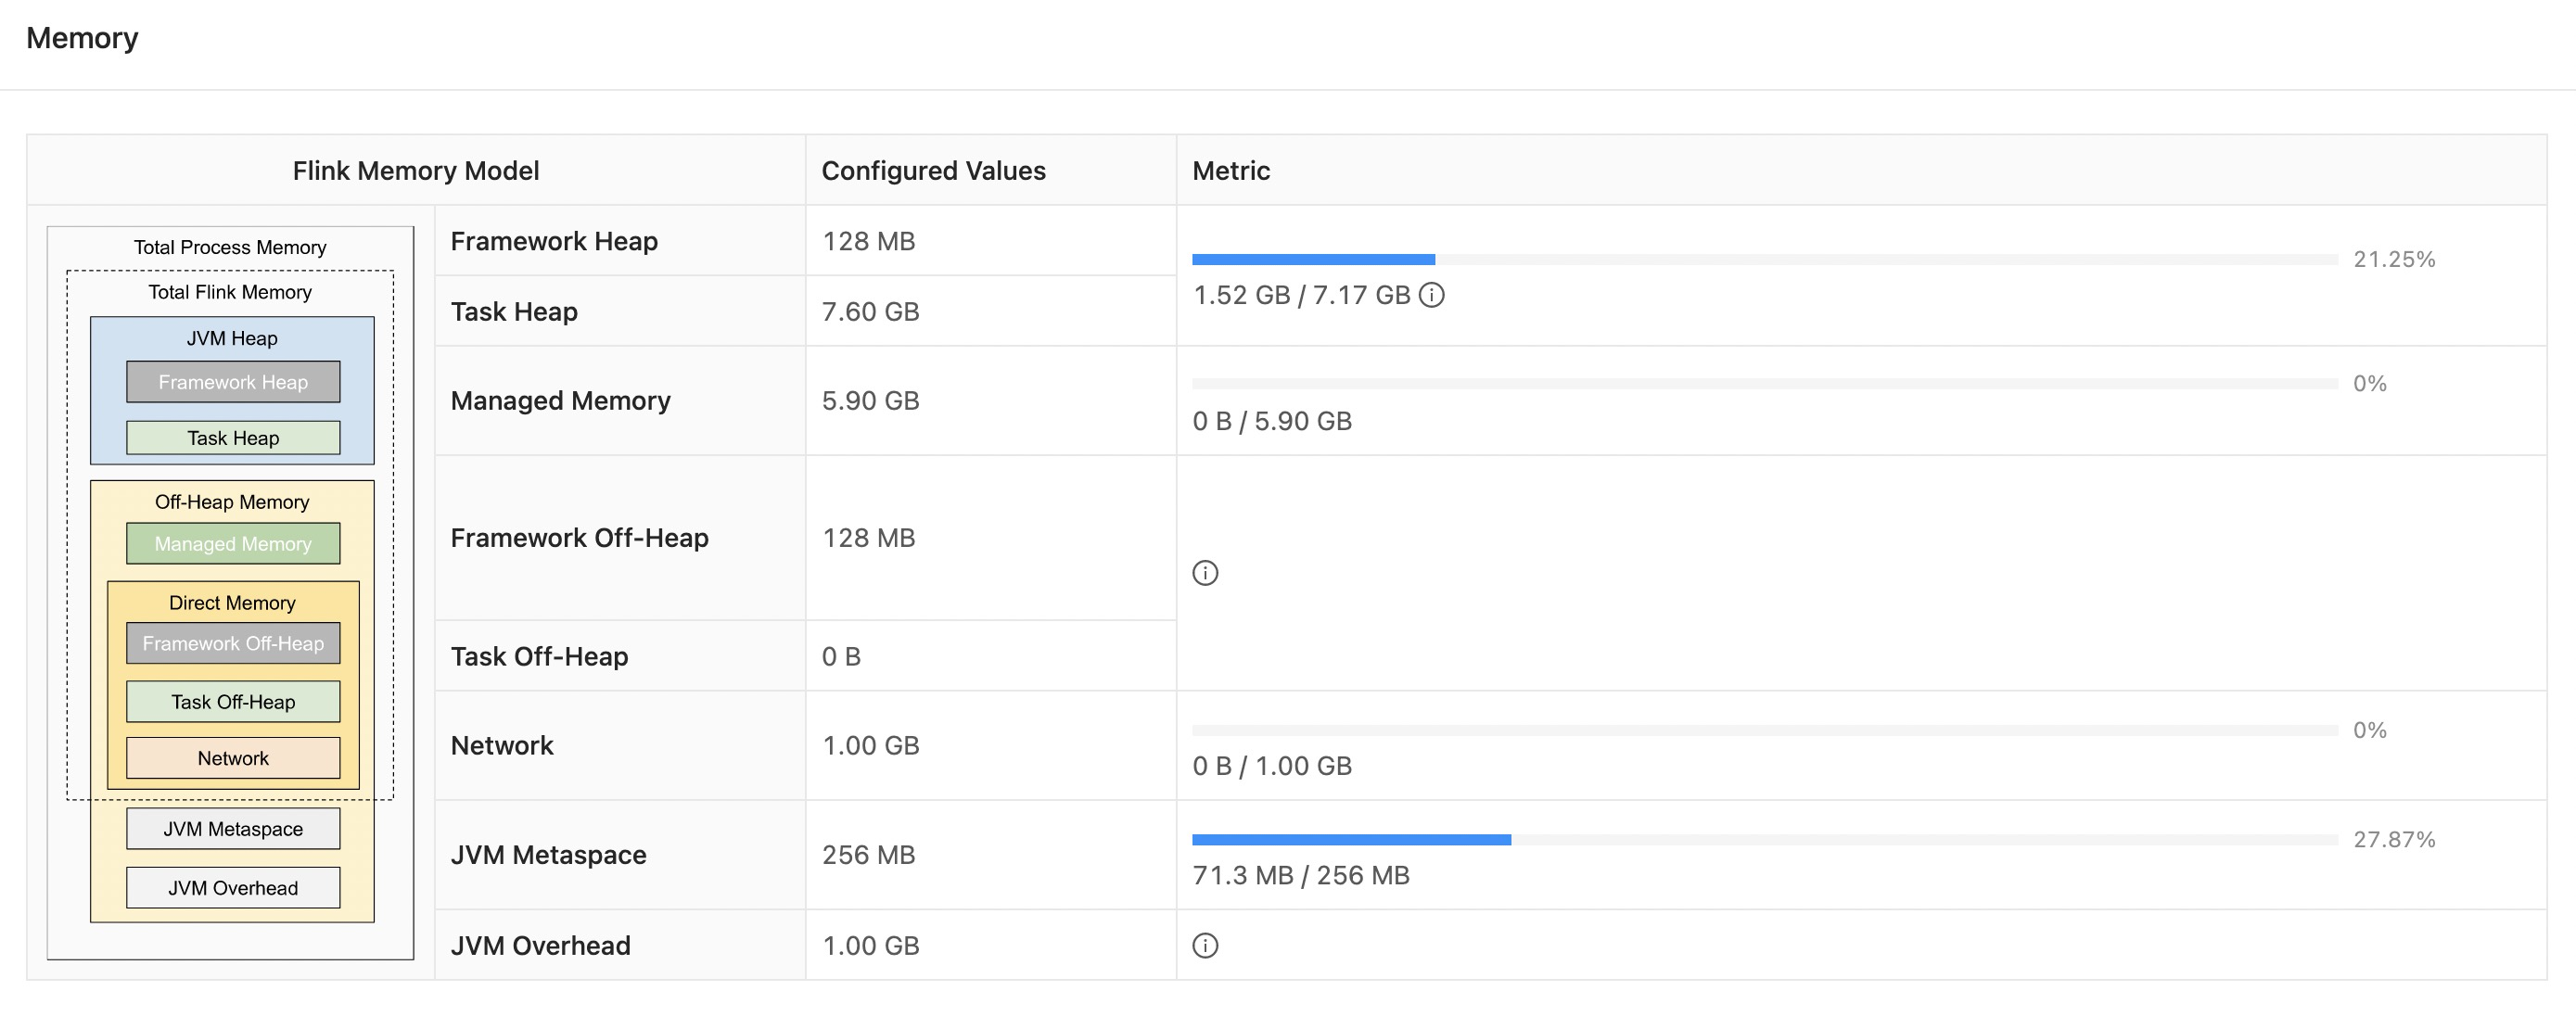 Memory
Flink Memory Model
Configured Values
Metric
Total Process Memory
Total Flink Memory
JVM Heap
Framework Heap
Task Heap
Off-Heap Memory
Managed Memory
Direct Memory
Framework Off-Heap
Task Off-Heap
Network
JVM Metaspace
JVM Overhead
Framework Heap
128 MB
21.25%
1.52 GB / 7.17 GB
Task Heap
7.60 GB
Managed Memory
5.90 GB
0%
0 B / 5.90 GB
Framework Off-Heap
128 MB
Task Off-Heap
0 B
Network
1.00 GB
0%
0 B / 1.00 GB
JVM Metaspace
256 MB
27.87%
71.3 MB / 256 MB
JVM Overhead
1.00 GB